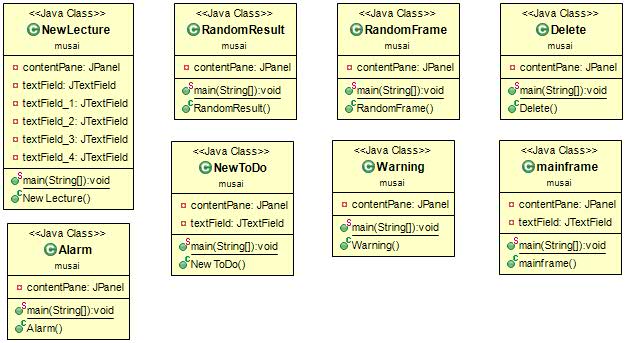 <<Java Class>>
NewLecture
musai
contentPane: JPanel
textField: JTextField
textField_1: JTextField
textField_2: JTextField
textField_3: JTextField
textField_4: JTextField
main(String[]):void
NewLecture()
<<Java Class>>
RandomResult
musai
contentPane: JPanel
main(String[]):void
RandomResult()
<<Java Class>>
RandomFrame
musai
contentPane: JPanel
main(String[]):void
RandomFrame()
<<Java Class>>
Delete
musai
contentPane: JPanel
main(String[]):void
Delete()
<<Java Class>>
NewToDo
musai
contentPane: JPanel
textField: JTextField
main(String[]):void
NewToDo()
<<Java Class>>
Warning
musai
contentPane: JPanel
main(String[]):void
Warning()
<<Java Class>>
mainframe
musai
contentPane: JPanel
textField: JTextField
main(String[]):void
mainframe()
<<Java Class>>
Alarm
musai
contentPane: JPanel
main(String[]):void
Alarm()